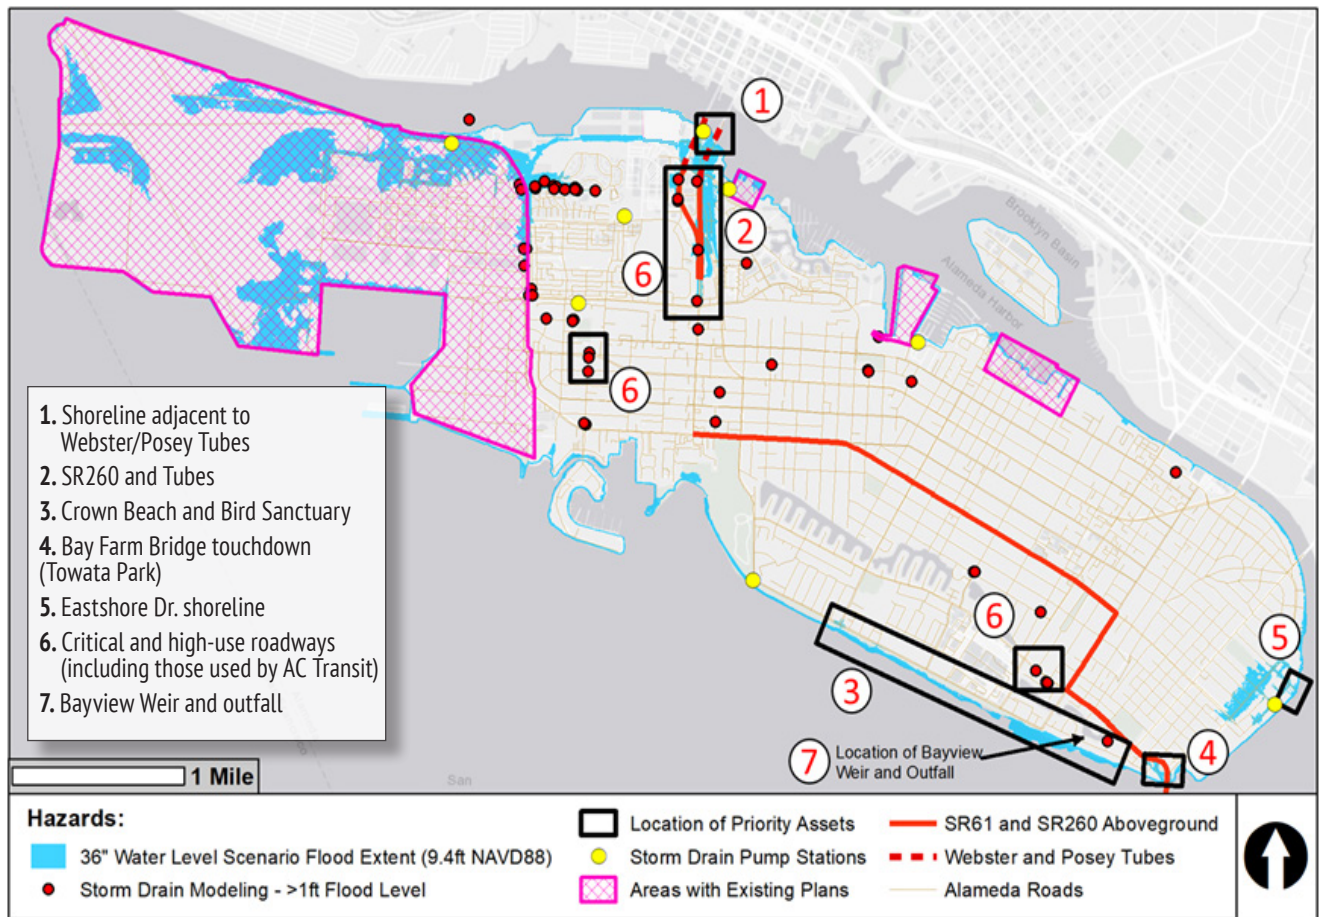 1
2
6
6
6
5
3
4
7
Brooklyn Basin
Alameda Harbor
1. Shoreline adjacent to
Webster/Posey Tubes
2. SR260 and Tubes
3. Crown Beach and Bird Sanctuary
4. Bay Farm Bridge touchdown
(Towata Park)
5. Eastshore Dr. shoreline
6. Critical and high-use roadways
(including those used by AC Transit)
7. Bayview Weir and outfall
Location of Bayview
Weir and Outfall
1 Mile
San
Hazards:
36" Water Level Scenario Flood Extent (9.4ft NAVD88)
Storm Drain Modeling - >1ft Flood Level
Location of Priority Assets
Storm Drain Pump Stations
Areas with Existing Plans
SR61 and SR260 Aboveground
Webster and Posey Tubes
Alameda Roads